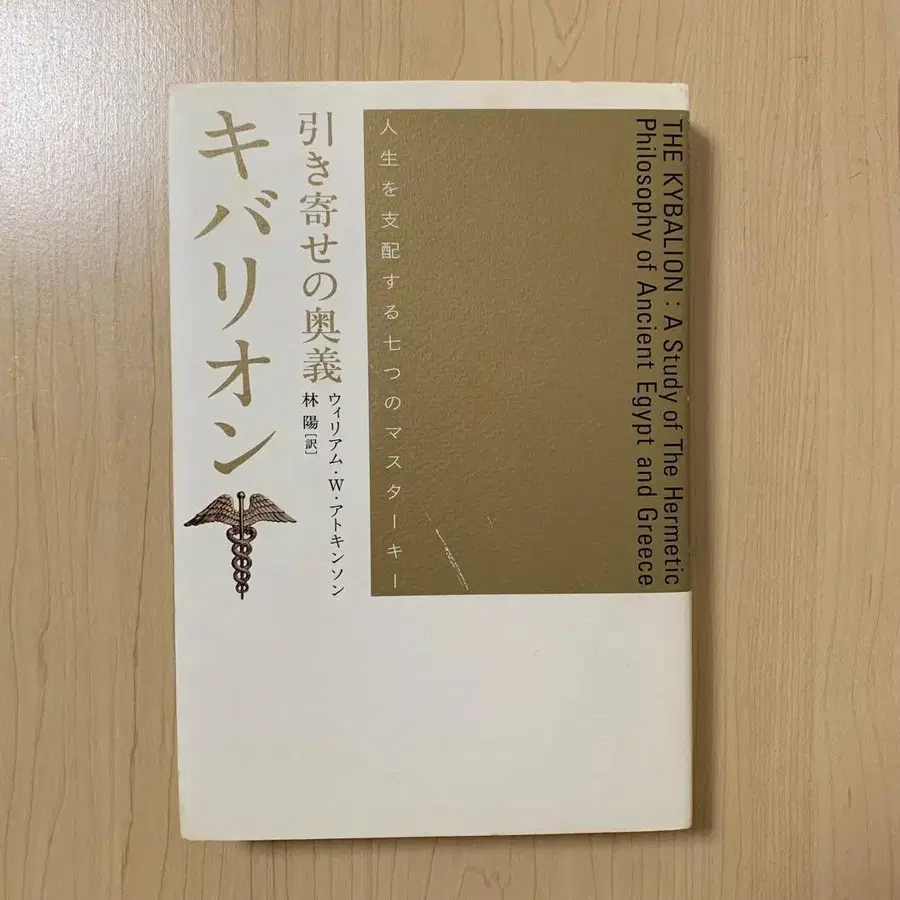 THE KYBALION : A Study of The Hermetic
Philosophy of Ancient Egypt and Greece
人生を支配する七つのマスターキー
引き寄せの奥義
キバリオン
ウィリアム・W・アトキンソン
林 陽[訳]